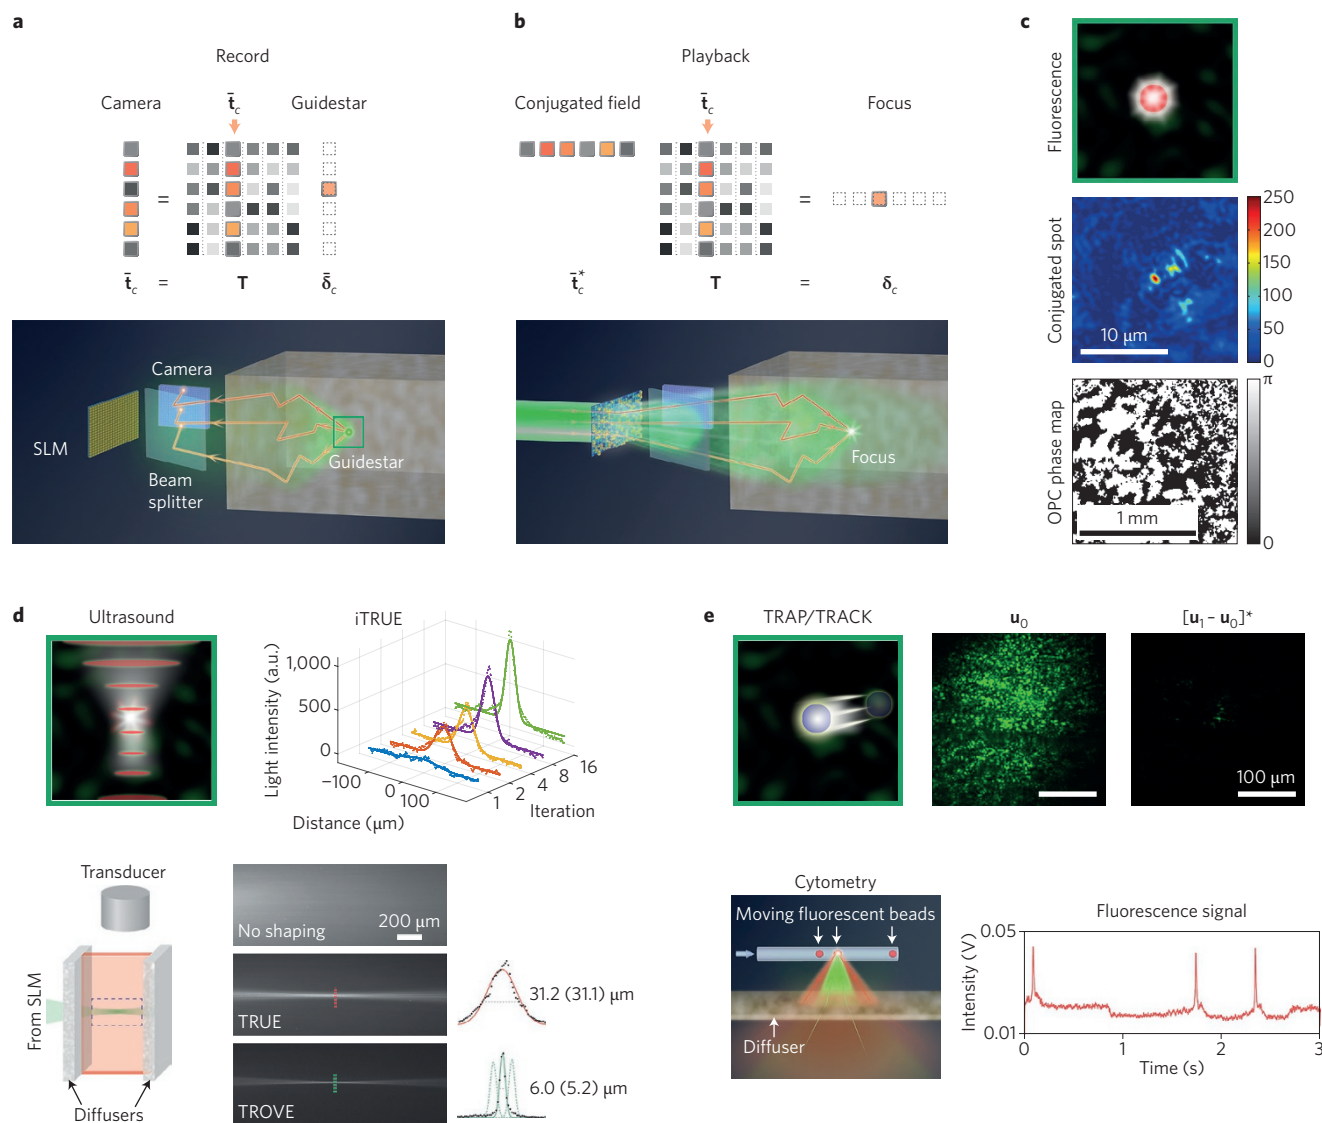 a
Record
Camera
t̄c
Guidestar
=
t̄c = T δ̄c
Camera
SLM
Beam
splitter
Guidestar
b
Playback
Conjugated field
t̄c
Focus
=
t̄c* T = δc
Focus
c
Fluorescence
Conjugated spot
10 μm
250
200
150
100
50
0
OPC phase map
1 mm
π
0
d
Ultrasound
iTRUE
Light intensity (a.u.)
1,000
500
0
−100
0
100
Distance (μm)
1
2
4
8
16
Iteration
Transducer
From SLM
Diffusers
No shaping
200 μm
TRUE
31.2 (31.1) μm
TROVE
6.0 (5.2) μm
e
TRAP/TRACK
u0
[u1 – u0]*
100 μm
Cytometry
Moving fluorescent beads
Diffuser
Fluorescence signal
Intensity (V)
0.05
0.01
0
1
2
3
Time (s)